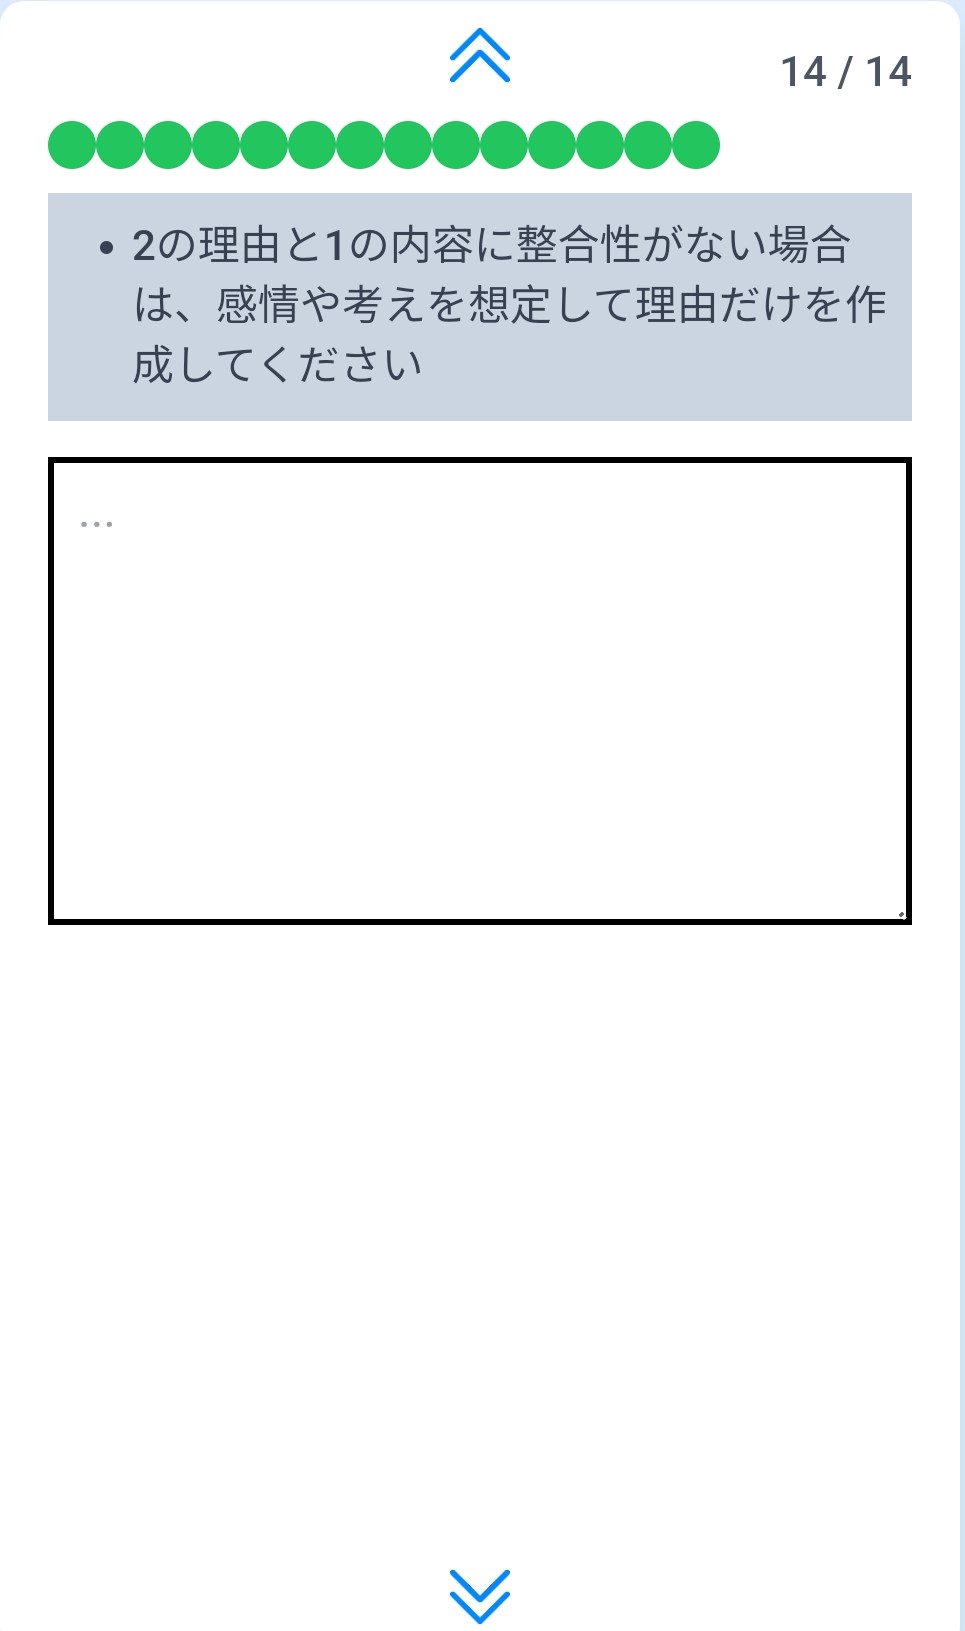 14 / 14
• 2の理由と1の内容に整合性がない場合
は、感情や考えを想定して理由だけを作
成してください
...